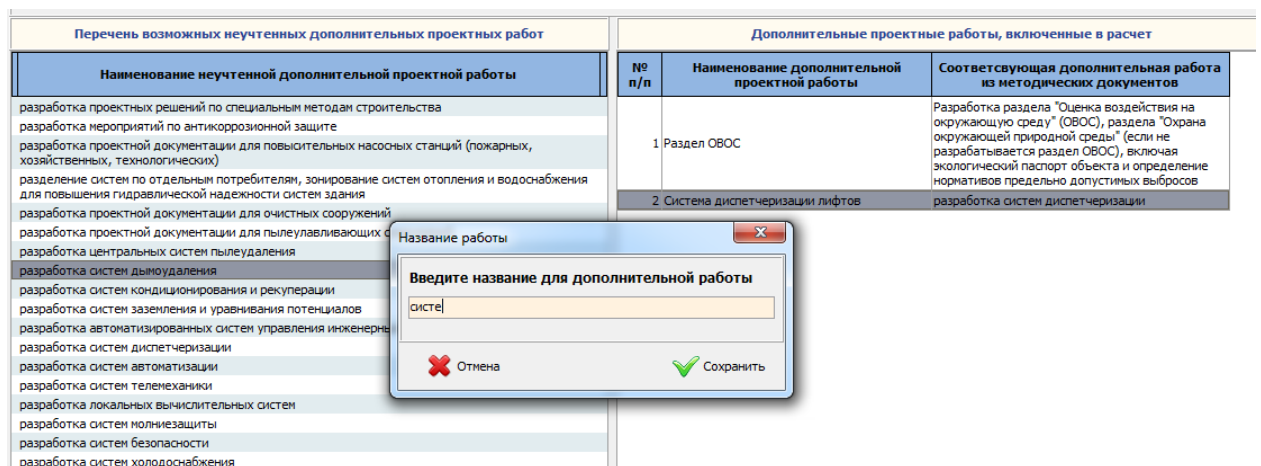 Перечень возможных неучтенных дополнительных проектных работ
Наименование неучтенной дополнительной проектной работы
разработка проектных решений по специальным методам строительства
разработка мероприятий по антикоррозионной защите
разработка проектной документации для повысительных насосных станций (пожарных,
хозяйственных, технологических)
разделение систем по отдельным потребителям, зонирование систем отопления и водоснабжения
для повышения гидравлической надежности систем здания
разработка проектной документации для очистных сооружений
разработка проектной документации для пылеулавливающих
разработка центральных систем пылеудаления
разработка систем дымоудаления
разработка систем кондиционирования и рекуперации
разработка систем заземления и уравнивания потенциалов
разработка автоматизированных систем управления
разработка систем диспетчеризации
разработка систем автоматизации
разработка систем телемеханики
разработка локальных вычислительных систем
разработка систем молниезащиты
разработка систем безопасности
разработка систем холодоснабжения
Дополнительные проектные работы, включенные в расчет
№
п/п
Наименование дополнительной
проектной работы
Соответсвующая дополнительная работа
из методических документов
1 Раздел ОВОС
Разработка раздела "Оценка воздействия на
окружающую среду" (ОВОС), раздела "Охрана
окружающей природной среды" (если не
разрабатывается раздел ОВОС), включая
экологический паспорт объекта и определение
нормативов предельно допустимых выбросов
2 Система диспетчеризации лифтов
разработка систем диспетчеризации
Название работы
Введите название для дополнительной работы
систе
Отмена
Сохранить